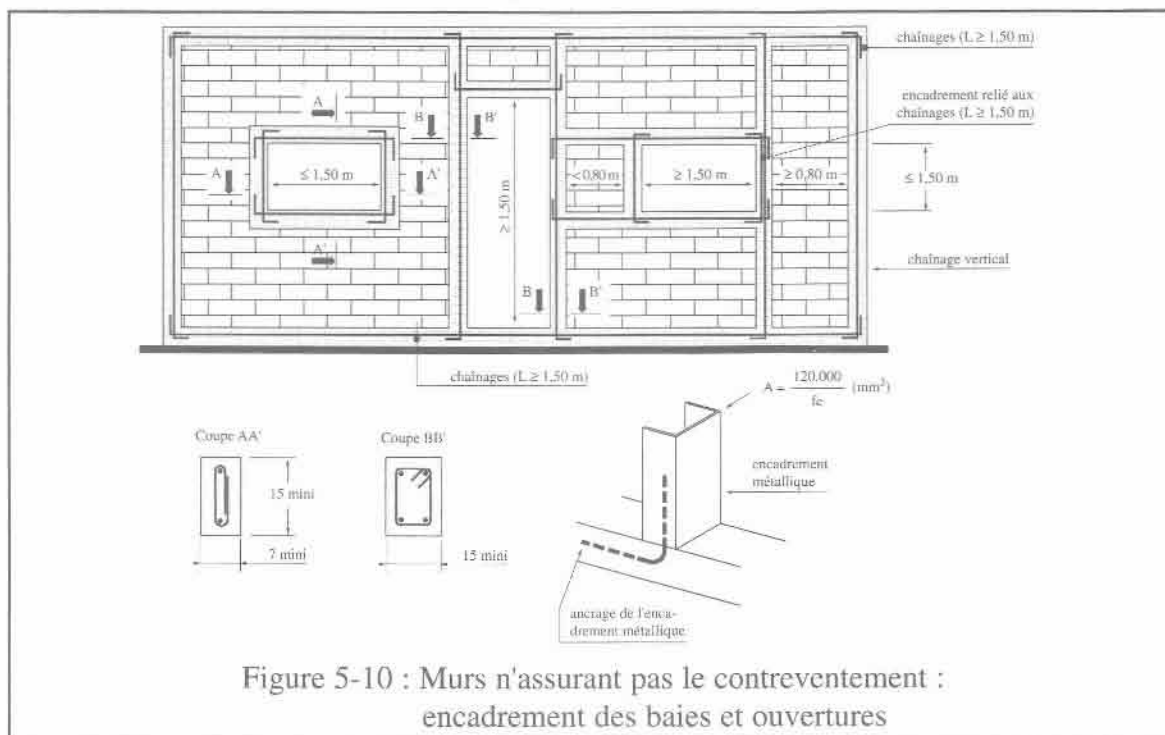 chaînages (L ≥ 1,50 m)
encadrement relié aux
chaînages (L ≥ 1,50 m)
A
B
B'
A
A'
≤ 1,50 m
≥ 1,50 m
<0,80 m
≥ 1,50 m
≥ 0,80 m
≤ 1,50 m
A'
B
B'
chaînage vertical
chaînages (L ≥ 1,50 m)
A = 120.000 (mm²)
fe
Coupe AA'
Coupe BB'
15 mini
7 mini
15 mini
encadrement
métallique
ancrage de l'enca-
drement métallique
Figure 5-10 : Murs n'assurant pas le contreventement :
encadrement des baies et ouvertures